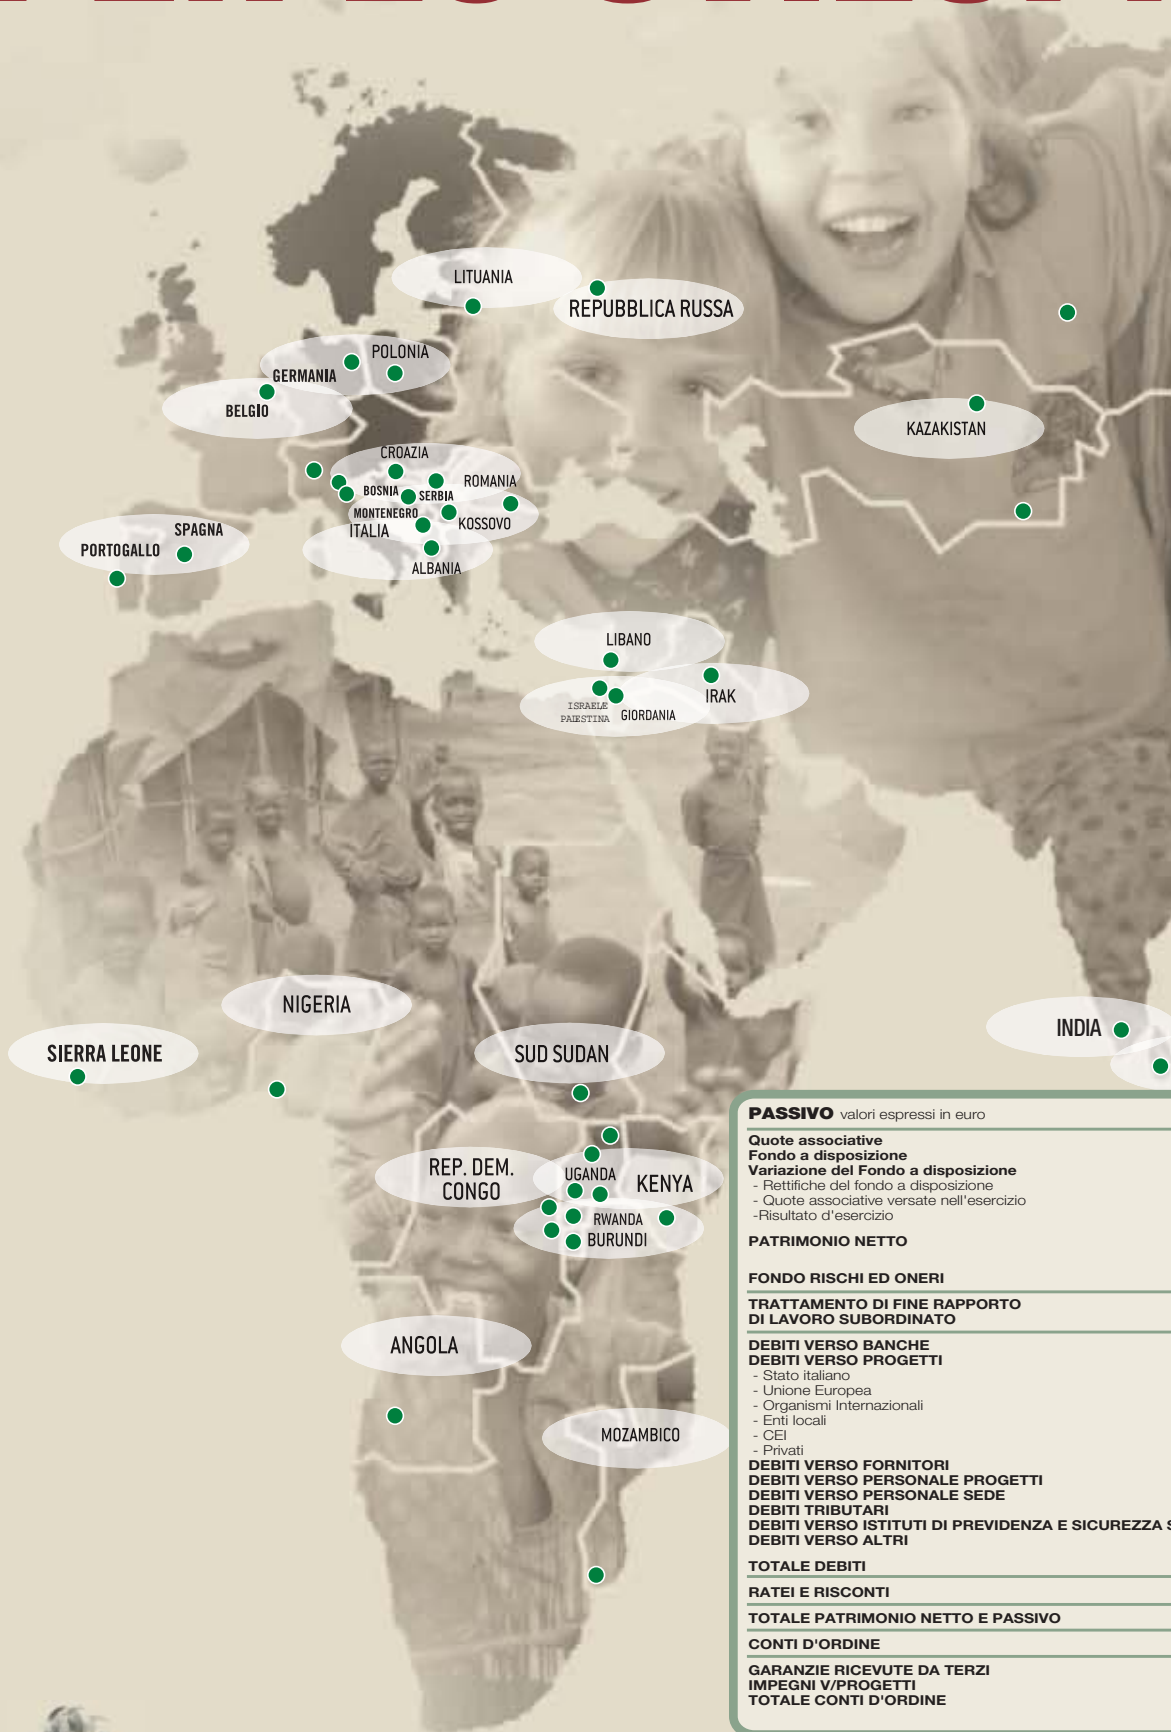 LITUANIA
REPUBBLICA RUSSA
POLONIA
GERMANIA
BELGIO
KAZAKISTAN
CROAZIA
ROMANIA
BOSNIA
SERBIA
MONTENEGRO
KOSSOVO
ITALIA
SPAGNA
PORTOGALLO
ALBANIA
LIBANO
IRAK
ISRAELE
PALESTINA
GIORDANIA
NIGERIA
INDIA
SIERRA LEONE
SUD SUDAN
REP. DEM.
CONGO
UGANDA
KENYA
RWANDA
BURUNDI
ANGOLA
MOZAMBICO
PASSIVO valori espressi in euro
Quote associative
Fondo a disposizione
Variazione del Fondo a disposizione
- Rettifiche del fondo a disposizione
- Quote associative versate nell'esercizio
-Risultato d'esercizio
PATRIMONIO NETTO
FONDO RISCHI ED ONERI
TRATTAMENTO DI FINE RAPPORTO
DI LAVORO SUBORDINATO
DEBITI VERSO BANCHE
DEBITI VERSO PROGETTI
- Stato italiano
- Unione Europea
- Organismi Internazionali
- Enti locali
- CEI
- Privati
DEBITI VERSO FORNITORI
DEBITI VERSO PERSONALE PROGETTI
DEBITI VERSO PERSONALE SEDE
DEBITI TRIBUTARI
DEBITI VERSO ISTITUTI DI PREVIDENZA E SICUREZZA S
DEBITI VERSO ALTRI
TOTALE DEBITI
RATEI E RISCONTI
TOTALE PATRIMONIO NETTO E PASSIVO
CONTI D'ORDINE
GARANZIE RICEVUTE DA TERZI
IMPEGNI V/PROGETTI
TOTALE CONTI D'ORDINE